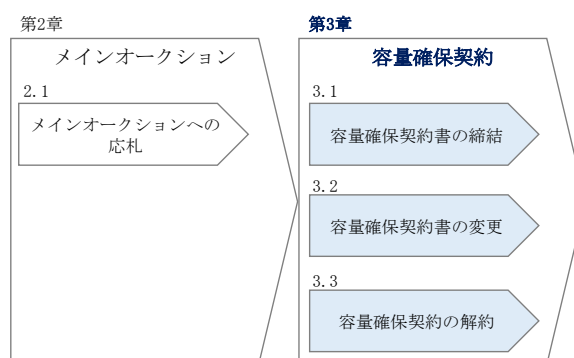 第2章
メインオークション
2.1
メインオークションへの
応札
第3章
容量確保契約
3.1
容量確保契約書の締結
3.2
容量確保契約書の変更
3.3
容量確保契約の解約